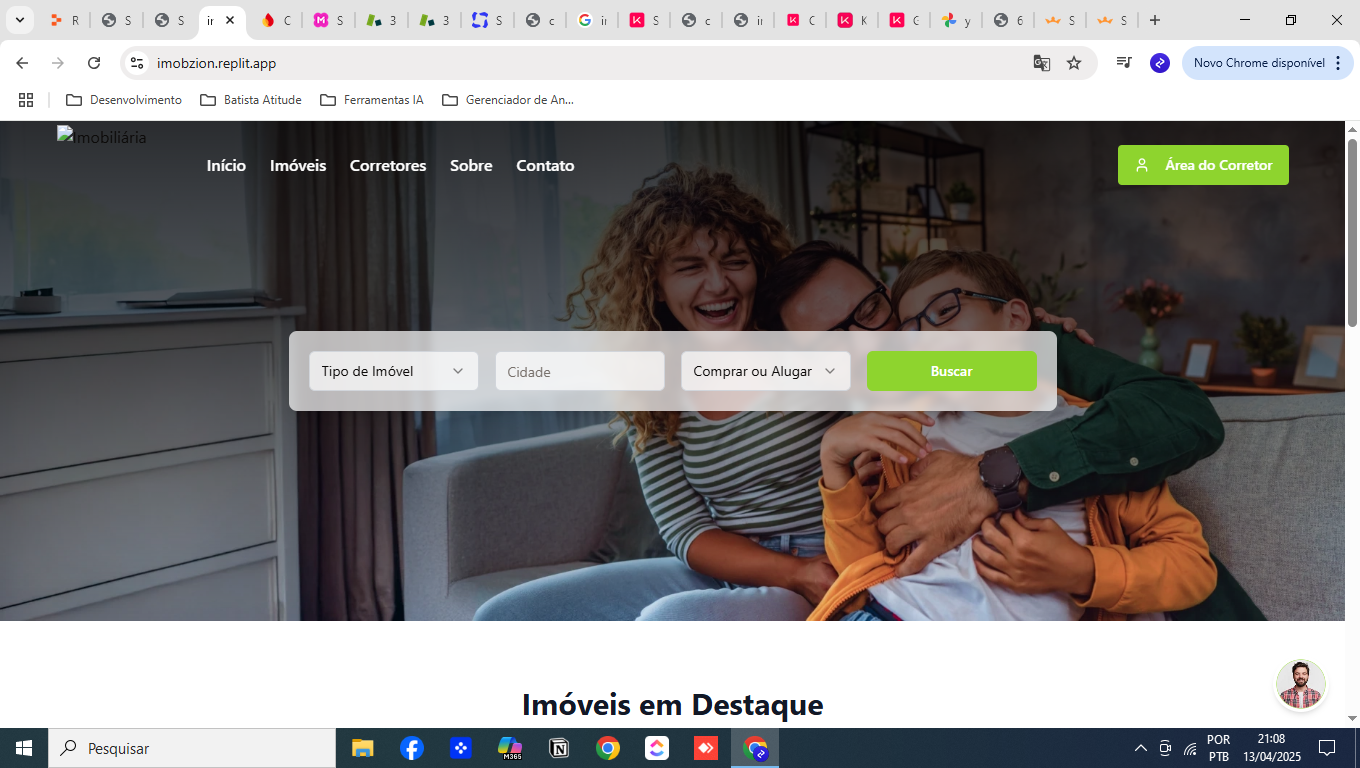 R
S
S
ir
C
S
3
3
S
c
ir
S
c
ir
C
K
C
y
6
S
S
imobzion.replit.app
Novo Chrome disponível
Desenvolvimento
Batista Atitude
Ferramentas IA
Gerenciador de An...
Imobiliária
Início Imóveis Corretores Sobre Contato
Área do Corretor
Tipo de Imóvel
Cidade
Comprar ou Alugar
Buscar
Imóveis em Destaque
Pesquisar
M365
POR
PTB
21:08
13/04/2025